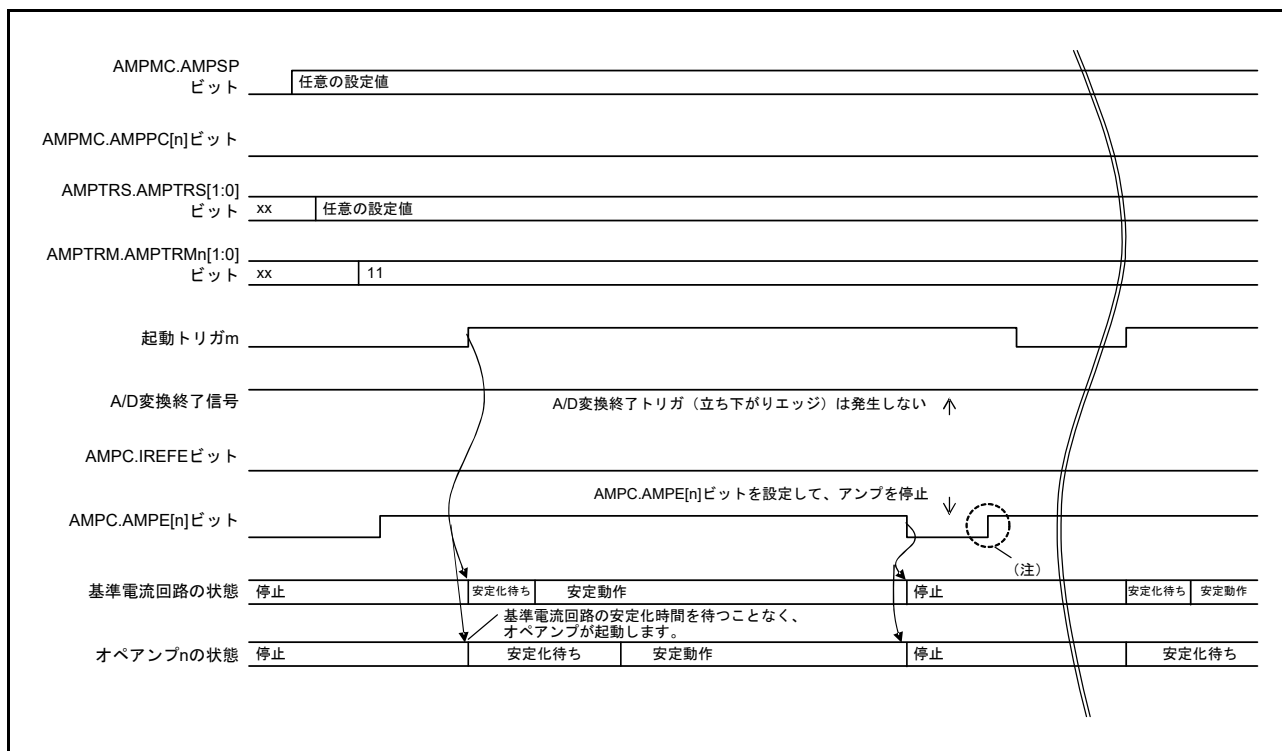 AMPMC.AMPSP
ビット
任意の設定値
AMPMC.AMPPC[n]ビット
AMPTRS.AMPTRS[1:0]
ビット
xx
任意の設定値
AMPTRM.AMPTRMn[1:0]
ビット
xx
11
起動トリガm
A/D変換終了信号
A/D変換終了トリガ（立ち下がりエッジ）は発生しない
AMPC.IREFEビット
AMPC.AMPE[n]ビットを設定して、アンプを停止
AMPC.AMPE[n]ビット
（注）
基準電流回路の状態
停止
安定化待ち
安定動作
停止
安定化待ち
安定動作
基準電流回路の安定化時間を待つことなく、
オペアンプが起動します。
オペアンプnの状態
停止
安定化待ち
安定動作
停止
安定化待ち